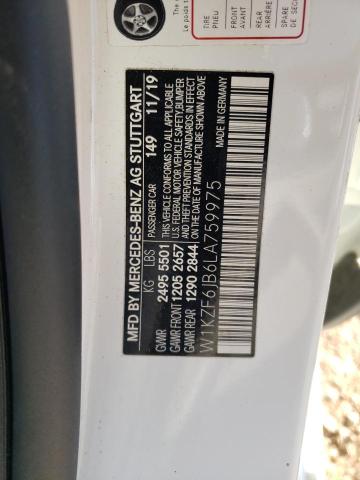 MFD BY MERCEDES-BENZ AG STUTTGART
PASSENGER CAR 149 11/19
KG LBS
GVWR 2495 5501
GAWR FRONT 1205 2657
GAWR REAR 1290 2844
THIS VEHICLE CONFORMS TO ALL APPLICABLE
U.S. FEDERAL MOTOR VEHICLE SAFETY,BUMPER
AND THEFT PREVENTION STANDARDS IN EFFECT
ON THE DATE OF MANUFACTURE SHOWN ABOVE
W1KZF6JB6LA759975
MADE IN GERMANY
TIRE
PNEU
FRONT
AVANT
REAR
ARRIÈRE
SPARE
DE SEC